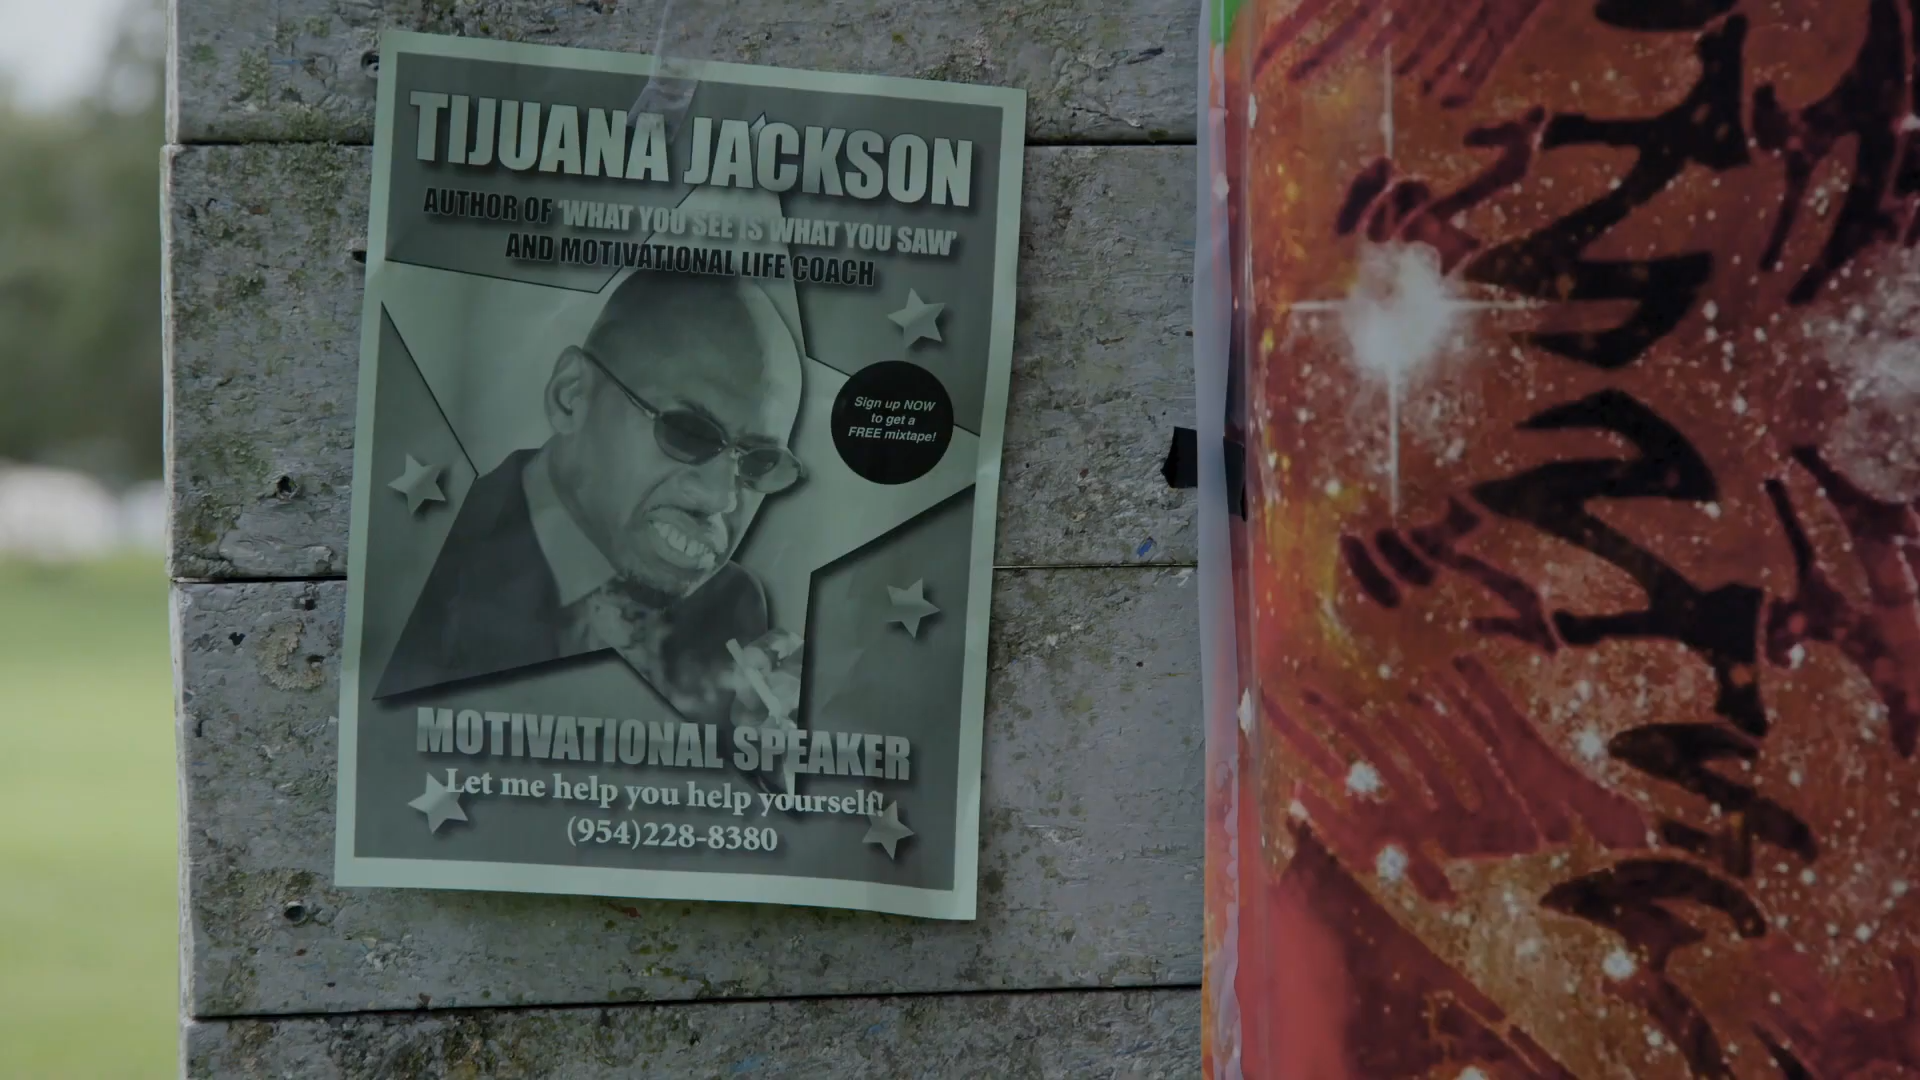 TIJUANA JACKSON
AUTHOR OF 'WHAT YOU SEE IS WHAT YOU SAW'
AND MOTIVATIONAL LIFE COACH
Sign up NOW
to get a
FREE mixtape!
MOTIVATIONAL SPEAKER
Let me help you help yourself!
(954)228-8380